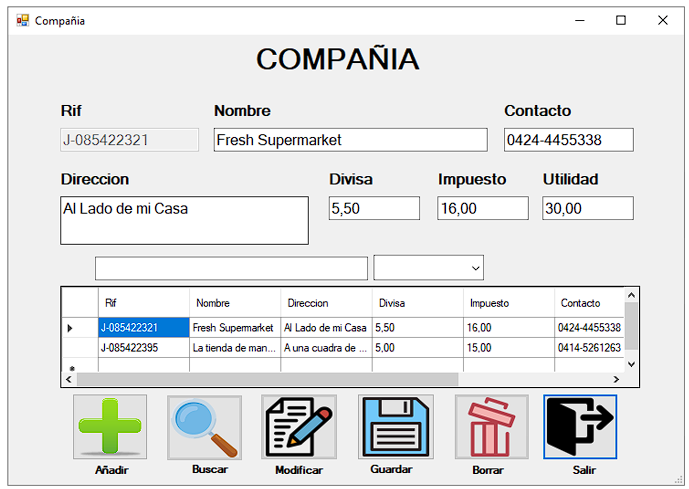 Compañia
COMPAÑIA
Rif Nombre Contacto
J-085422321 Fresh Supermarket 0424-4455338
Direccion Divisa Impuesto Utilidad
Al Lado de mi Casa 5,50 16,00 30,00
Rif Nombre Direccion Divisa Impuesto Contacto
J-085422321 Fresh Supermarket Al Lado de mi Casa 5,50 16,00 0424-4455338
J-085422395 La tienda de man... A una cuadra de ... 5,00 15,00 0414-5261263
Añadir Buscar Modificar Guardar Borrar Salir